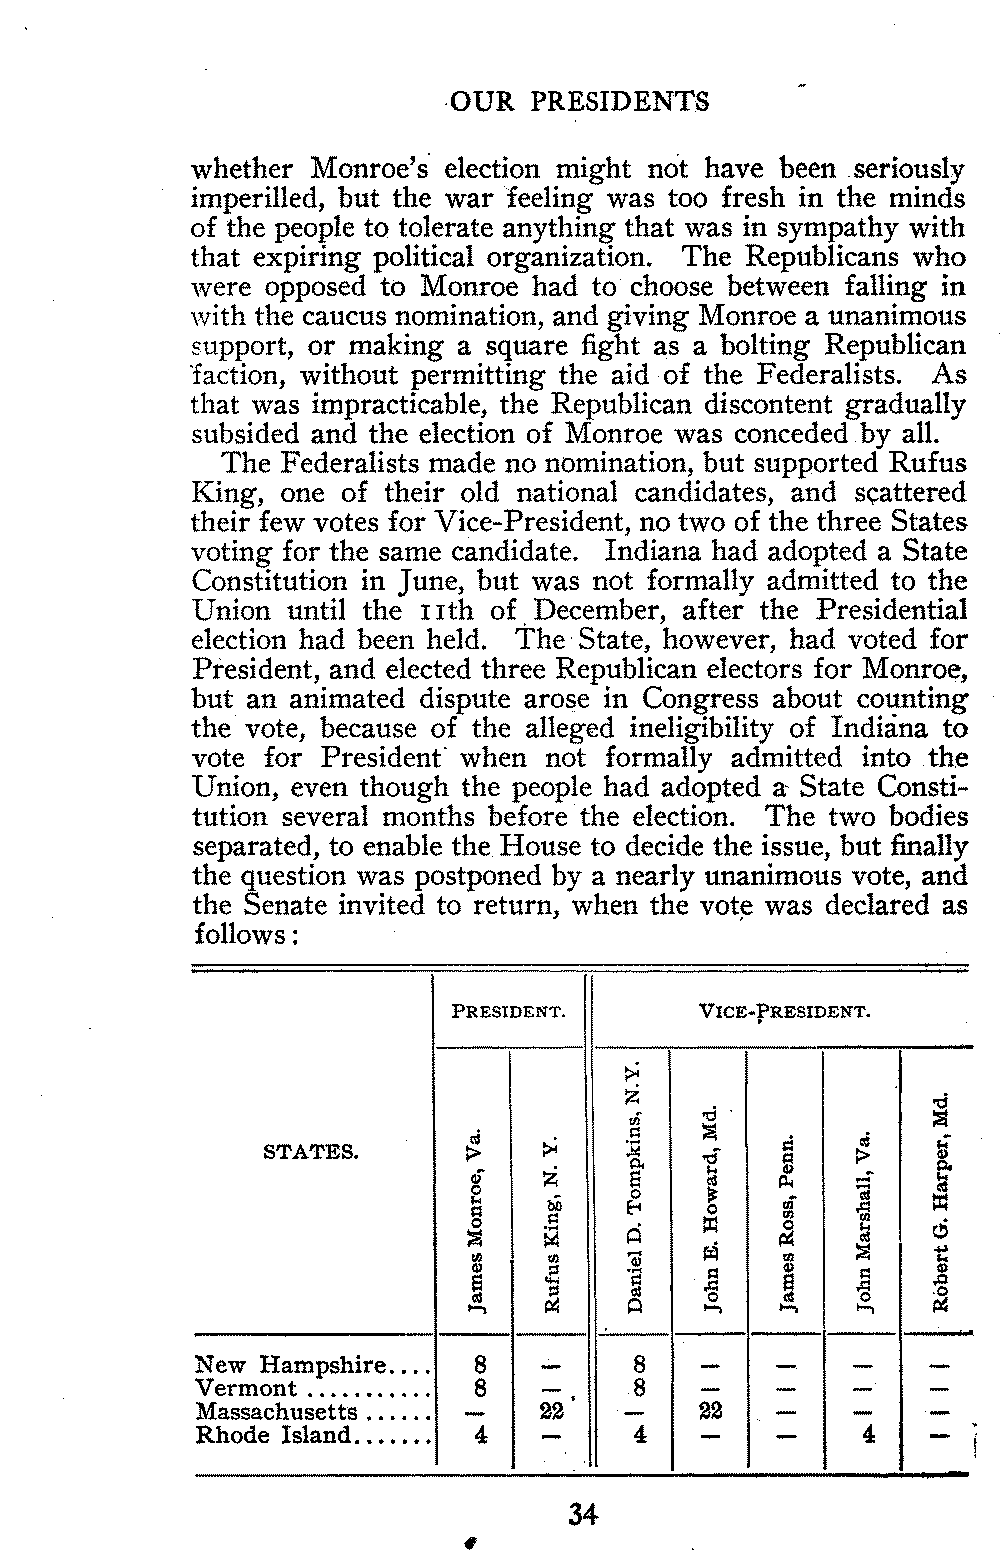 OUR PRESIDENTS
whether Monroe's election might not have been seriously
imperilled, but the war feeling was too fresh in the minds
of the people to tolerate anything that was in sympathy with
that expiring political organization. The Republicans who
were opposed to Monroe had to choose between falling in
with the caucus nomination, and giving Monroe a unanimous
support, or making a square fight as a bolting Republican
faction, without permitting the aid of the Federalists. As
that was impracticable, the Republican discontent gradually
subsided and the election of Monroe was conceded by all.
The Federalists made no nomination, but supported Rufus
King, one of their old national candidates, and scattered
their few votes for Vice-President, no two of the three States
voting for the same candidate. Indiana had adopted a State
Constitution in June, but was not formally admitted to the
Union until the 11th of December, after the Presidential
election had been held. The State, however, had voted for
President, and elected three Republican electors for Monroe,
but an animated dispute arose in Congress about counting
the vote, because of the alleged ineligibility of Indiana to
vote for President when not formally admitted into the
Union, even though the people had adopted a State Consti-
tution several months before the election. The two bodies
separated, to enable the House to decide the issue, but finally
the question was postponed by a nearly unanimous vote, and
the Senate invited to return, when the vote was declared as
follows:
PRESIDENT. VICE-PRESIDENT.
STATES. James Monroe, Va. Rufus King, N. Y. Daniel D. Tompkins, N.Y. John E. Howard, Md. James Ross, Penn. John Marshall, Va. Robert G. Harper, Md.
New Hampshire.... 8 — 8 — — — —
Vermont ........... 8 — 8 — — — —
Massachusetts ...... — 22 — 22 — — —
Rhode Island....... 4 — 4 — — 4 —
34